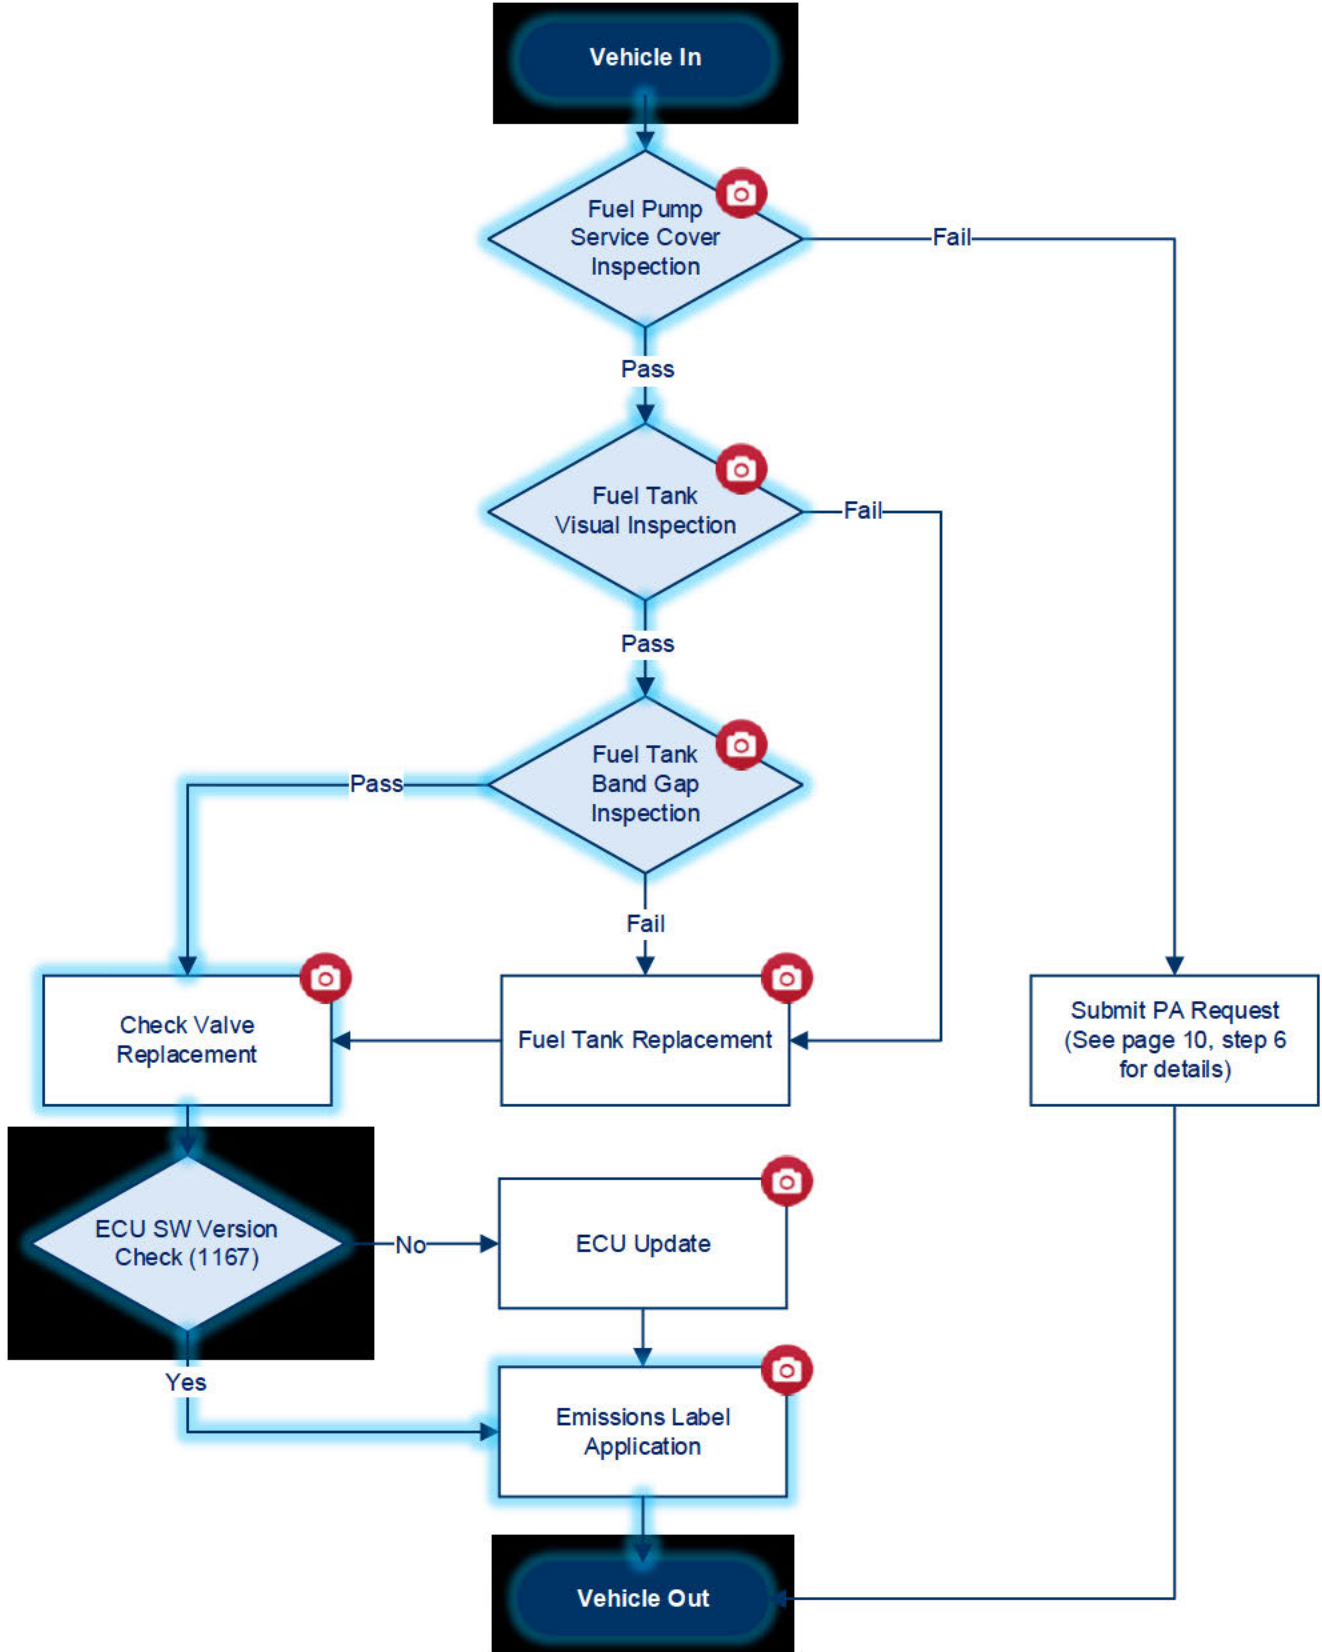 Vehicle In
Fuel Pump
Service Cover
Inspection
Fail
Pass
Fuel Tank
Visual Inspection
Fail
Pass
Fuel Tank
Band Gap
Inspection
Pass
Fail
Check Valve
Replacement
Fuel Tank Replacement
Submit PA Request
(See page 10, step 6
for details)
ECU SW Version
Check (1167)
No
ECU Update
Yes
Emissions Label
Application
Vehicle Out